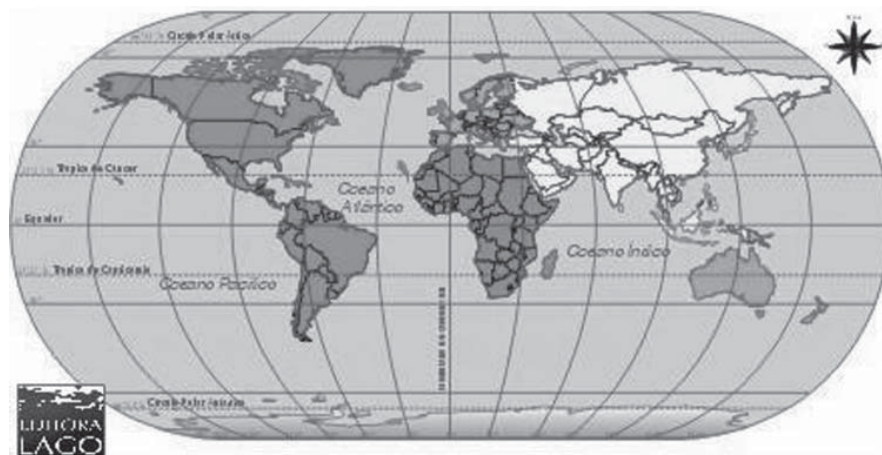 Círculo Polar Ártico
Trópico de Câncer
Oceano
Atlântico
Equador
Oceano Índico
Trópico de Capricórnio
Oceano Pacífico
Círculo Polar Antártico
EDITORA
LAGO